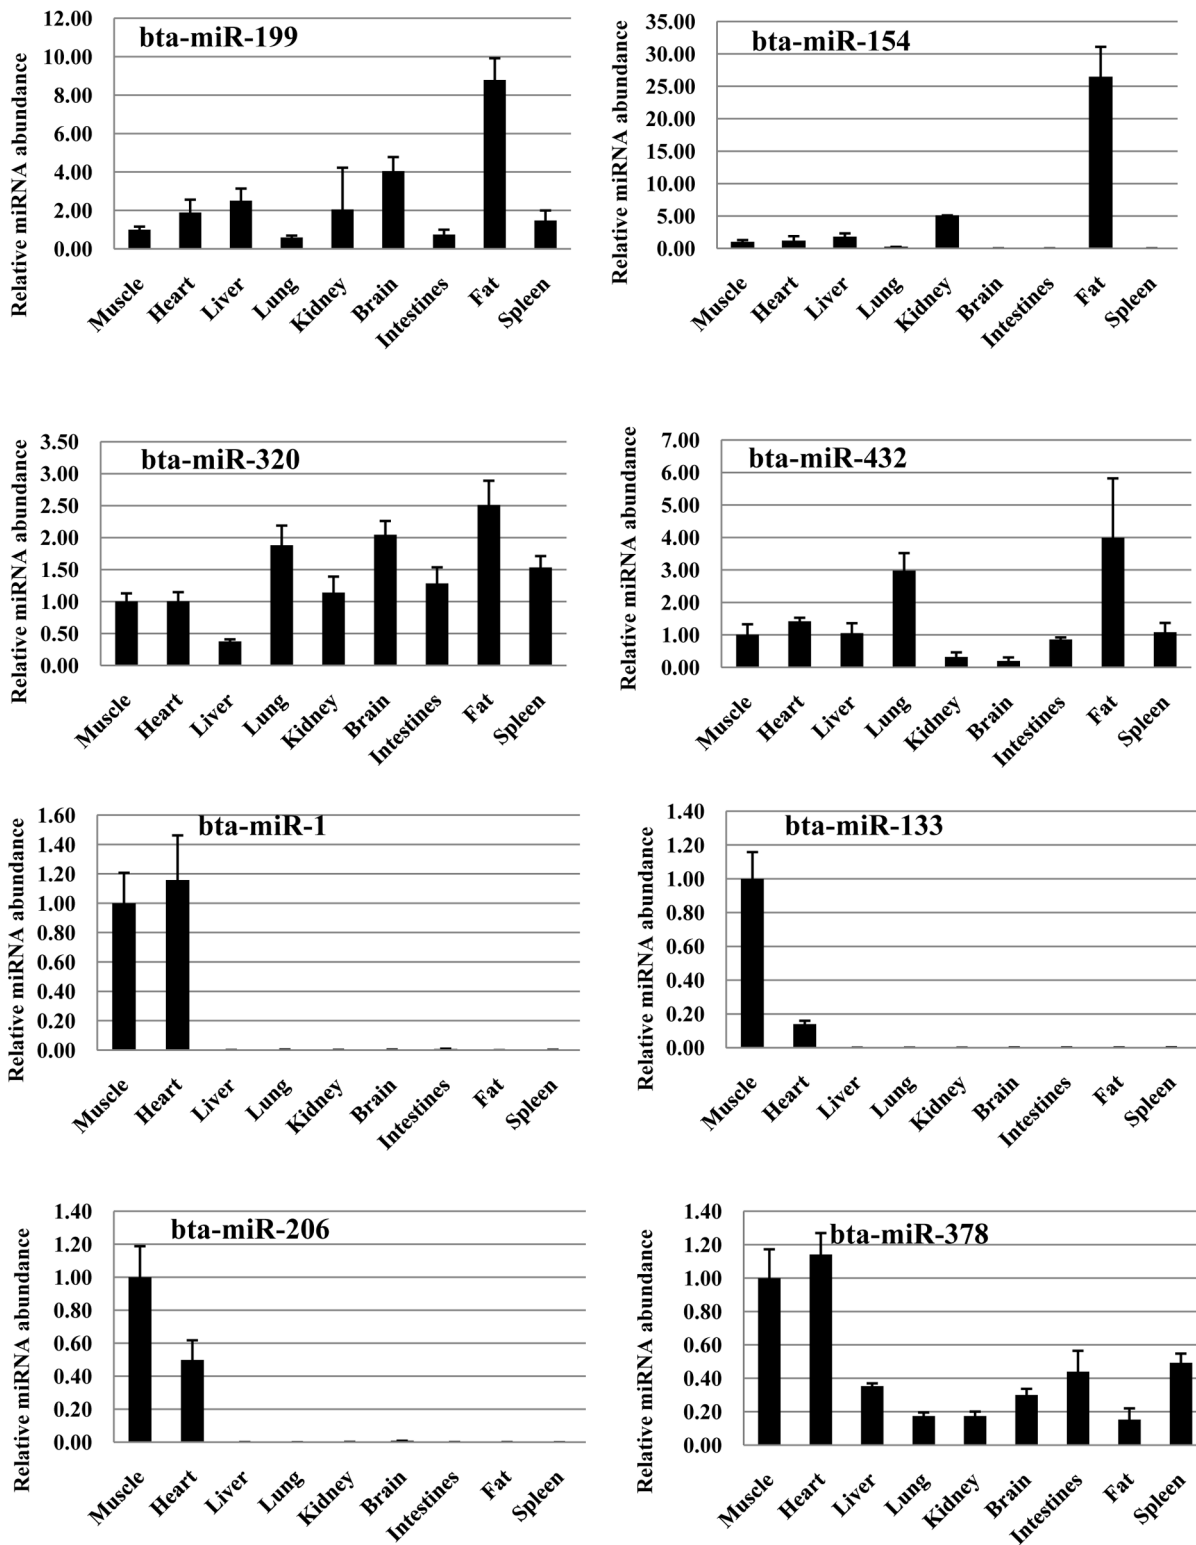 bta-miR-199
Relative miRNA abundance
12.00
10.00
8.00
6.00
4.00
2.00
0.00
Muscle
Heart
Liver
Lung
Kidney
Brain
Intestines
Fat
Spleen
bta-miR-154
Relative miRNA abundance
35.00
30.00
25.00
20.00
15.00
10.00
5.00
0.00
Muscle
Heart
Liver
Lung
Kidney
Brain
Intestines
Fat
Spleen
bta-miR-320
Relative miRNA abundance
3.50
3.00
2.50
2.00
1.50
1.00
0.50
0.00
Muscle
Heart
Liver
Lung
Kidney
Brain
Intestines
Fat
Spleen
bta-miR-432
Relative miRNA abundance
7.00
6.00
5.00
4.00
3.00
2.00
1.00
0.00
Muscle
Heart
Liver
Lung
Kidney
Brain
Intestines
Fat
Spleen
bta-miR-1
Relative miRNA abundance
1.60
1.40
1.20
1.00
0.80
0.60
0.40
0.20
0.00
Muscle
Heart
Liver
Lung
Kidney
Brain
Intestines
Fat
Spleen
bta-miR-133
Relative miRNA abundance
1.40
1.20
1.00
0.80
0.60
0.40
0.20
0.00
Muscle
Heart
Liver
Lung
Kidney
Brain
Intestines
Fat
Spleen
bta-miR-206
Relative miRNA abundance
1.40
1.20
1.00
0.80
0.60
0.40
0.20
0.00
Muscle
Heart
Liver
Lung
Kidney
Brain
Intestines
Fat
Spleen
bta-miR-378
Relative miRNA abundance
1.40
1.20
1.00
0.80
0.60
0.40
0.20
0.00
Muscle
Heart
Liver
Lung
Kidney
Brain
Intestines
Fat
Spleen